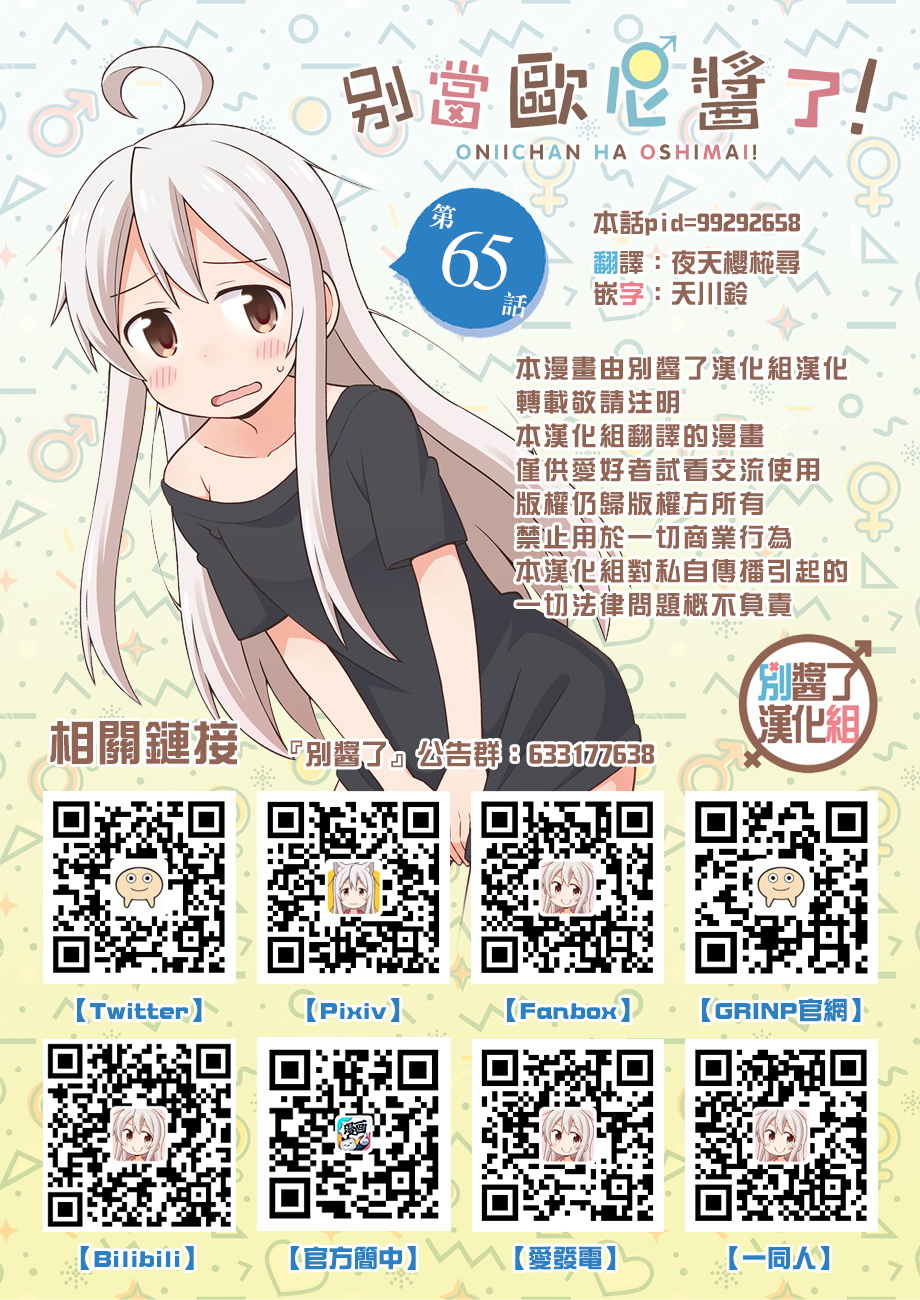 別當歐尼醬了!
ONIICHAN HA OSHIMAI!
第
65
話
本話pid=99292658
翻譯：夜天櫻椛尋
嵌字：天川鈴
本漫畫由別醬了漢化組漢化
轉載敬請注明
本漢化組翻譯的漫畫
僅供愛好者試看交流使用
版權仍歸版權方所有
禁止用於一切商業行為
本漢化組對私自傳播引起的
一切法律問題概不負責
別醬了
漢化組
相關鏈接
『別醬了』公告群：633177638
漫画
【Twitter】
【Pixiv】
【Fanbox】
【GRINP官網】
【Bilibili】
【官方簡中】
【愛發電】
【一同人】